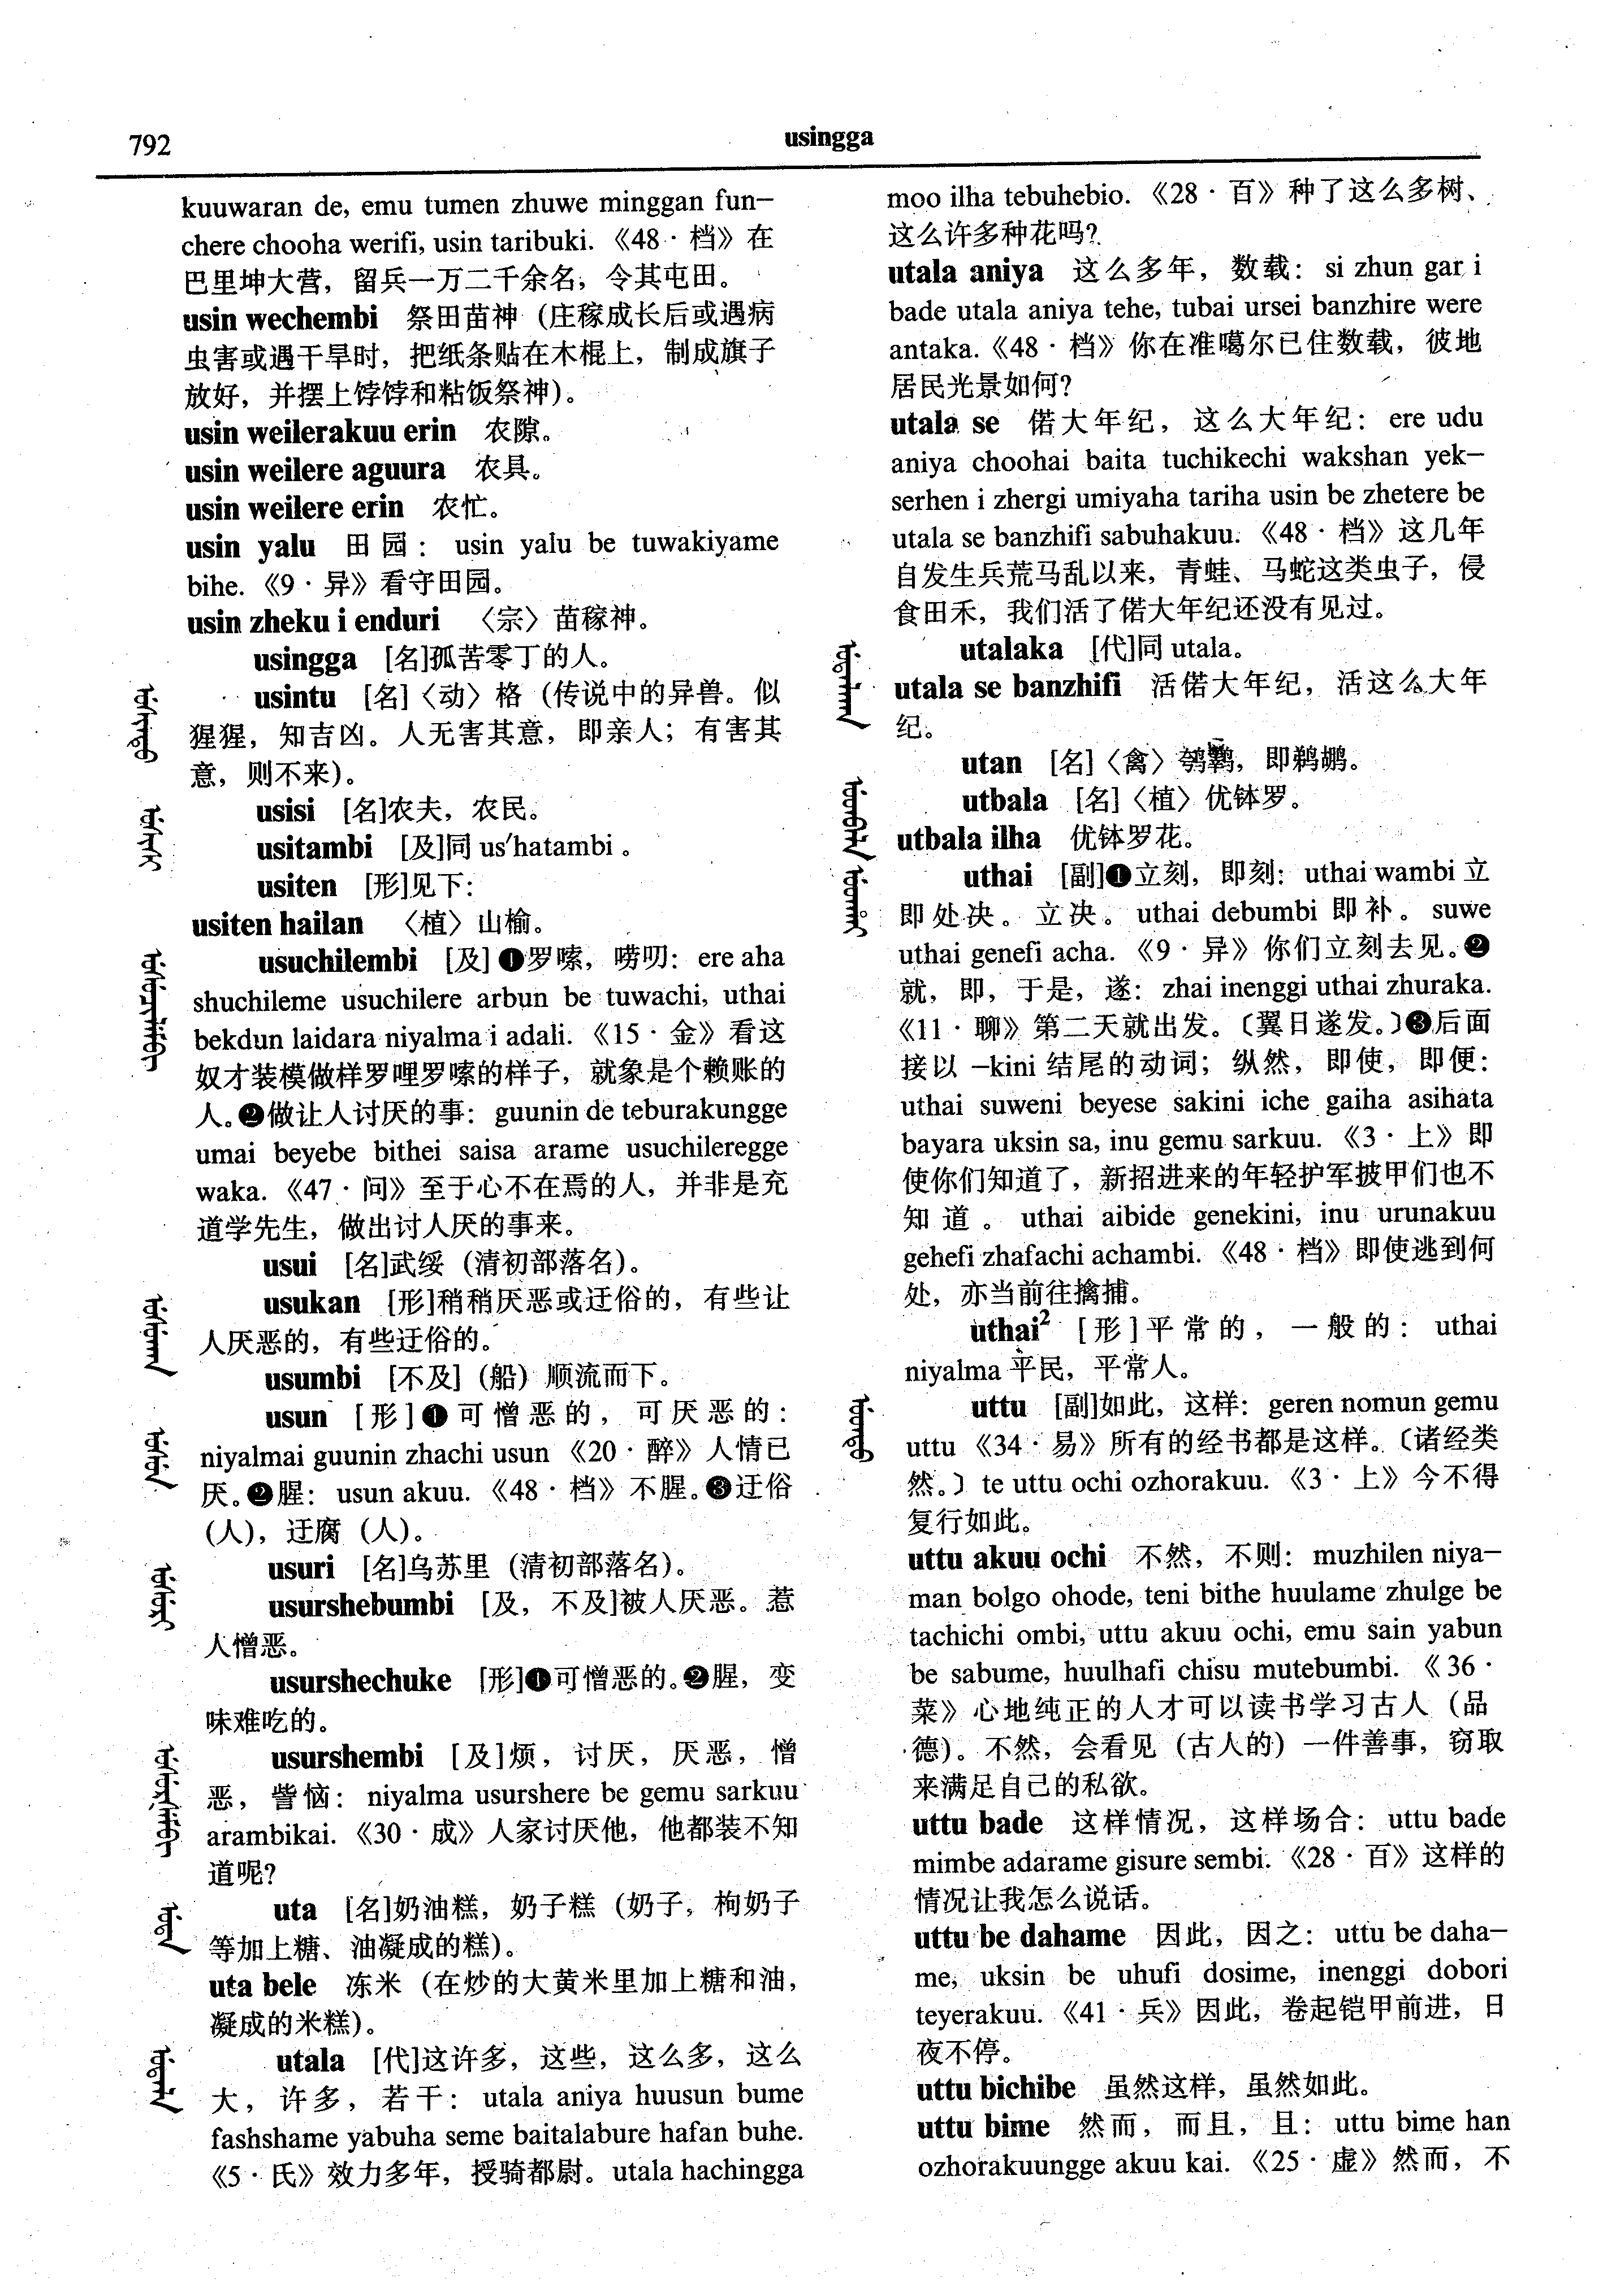 792
usingga
kuuwaran de, emu tumen zhuwe minggan fun-
chere chooha werifi, usin taribuki. 《48·档》在
巴里坤大营，留兵一万二千余名，令其屯田。
usin wechembi 祭田苗神（庄稼成长后或遇病
虫害或遇干旱时，把纸条贴在木棍上，制成旗子
放好，并摆上饽饽和粘饭祭神）。
usin weilerakuu erin 农隙。
usin weilere aguura 农具。
usin weilere erin 农忙。
usin yalu 田园：usin yalu be tuwakiyame
bihe. 《9·异》看守田园。
usin zheku i enduri 〈宗〉苗稼神。
usingga [名]孤苦零丁的人。
usintu [名]〈动〉格（传说中的异兽。似
猩猩，知吉凶。人无害其意，即亲人；有害其
意，则不来）。
usisi [名]农夫，农民。
usitambi [及]同 us'hatambi 。
usiten [形]见下：
usiten hailan 〈植〉山榆。
usuchilembi [及]❶罗嗦，唠叨：ere aha
shuchileme usuchilere arbun be tuwachi, uthai
bekdun laidara niyalma i adali. 《15·金》看这
奴才装模做样罗哩罗嗦的样子，就象是个赖账的
人。❷做让人讨厌的事：guunin de teburakungge
umai beyebe bithei saisa arame usuchileregge
waka. 《47·问》至于心不在焉的人，并非是充
道学先生，做出讨人厌的事来。
usui [名]武绥（清初部落名）。
usukan [形]稍稍厌恶或迂俗的，有些让
人厌恶的，有些迂俗的。
usumbi [不及]（船）顺流而下。
usun [形]❶可憎恶的，可厌恶的：
niyalmai guunin zhachi usun 《20·醉》人情已
厌。❷腥：usun akuu. 《48·档》不腥。❸迂俗
（人），迂腐（人）。
usuri [名]乌苏里（清初部落名）。
usurshebumbi [及，不及]被人厌恶。惹
人憎恶。
usurshechuke [形]❶可憎恶的。❷腥，变
味难吃的。
usurshembi [及]烦，讨厌，厌恶，憎
恶，訾恼：niyalma usurshere be gemu sarkuu
arambikai. 《30·成》人家讨厌他，他都装不知
道呢？
uta [名]奶油糕，奶子糕（奶子，枸奶子
等加上糖、油凝成的糕）。
uta bele 冻米（在炒的大黄米里加上糖和油，
凝成的米糕）。
utala [代]这许多，这些，这么多，这么
大，许多，若干：utala aniya huusun bume
fashshame yabuha seme baitalabure hafan buhe.
《5·氏》效力多年，授骑都尉。utala hachingga
moo ilha tebuhebio. 《28·百》种了这么多树、
这么许多种花吗？
utala aniya 这么多年，数载：si zhun gar i
bade utala aniya tehe, tubai ursei banzhire were
antaka. 《48·档》你在准噶尔已住数载，彼地
居民光景如何？
utala se 偌大年纪，这么大年纪：ere udu
aniya choohai baita tuchikechi wakshan yek-
serhen i zhergi umiyaha tariha usin be zhetere be
utala se banzhifi sabuhakuu. 《48·档》这几年
自发生兵荒马乱以来，青蛙、马蛇这类虫子，侵
食田禾，我们活了偌大年纪还没有见过。
utalaka [代]同 utala。
utala se banzhifi 活偌大年纪，活这么大年
纪。
utan [名]〈禽〉鹗，即鹈鹕。
utbala [名]〈植〉优钵罗。
utbala ilha 优钵罗花。
uthai [副]❶立刻，即刻：uthai wambi 立
即处决。立决。uthai debumbi 即补。suwe
uthai genefi acha. 《9·异》你们立刻去见。❷
就，即，于是，遂：zhai inenggi uthai zhuraka.
《11·聊》第二天就出发。〔翼日遂发。〕❸后面
接以 -kini 结尾的动词；纵然，即使，即便：
uthai suweni beyese sakini iche gaiha asihata
bayara uksin sa, inu gemu sarkuu. 《3·上》即
使你们知道了，新招进来的年轻护军披甲们也不
知道。uthai aibide genekini, inu urunakuu
gehefi zhafachi achambi. 《48·档》即使逃到何
处，亦当前往擒捕。
uthai² [形]平常的，一般的：uthai
niyalma 平民，平常人。
uttu [副]如此，这样：geren nomun gemu
uttu 《34·易》所有的经书都是这样。〔诸经类
然。〕te uttu ochi ozhorakuu. 《3·上》今不得
复行如此。
uttu akuu ochi 不然，不则：muzhilen niya-
man bolgo ohode, teni bithe huulame zhulge be
tachichi ombi, uttu akuu ochi, emu sain yabun
be sabume, huulhafi chisu mutebumbi. 《36·
菜》心地纯正的人才可以读书学习古人（品
德）。不然，会看见（古人的）一件善事，窃取
来满足自己的私欲。
uttu bade 这样情况，这样场合：uttu bade
mimbe adarame gisure sembi. 《28·百》这样的
情况让我怎么说话。
uttu be dahame 因此，因之：uttu be daha-
me, uksin be uhufi dosime, inenggi dobori
teyerakuu. 《41·兵》因此，卷起铠甲前进，日
夜不停。
uttu bichibe 虽然这样，虽然如此。
uttu bime 然而，而且，且：uttu bime han
ozhorakuungge akuu kai. 《25·虚》然而，不